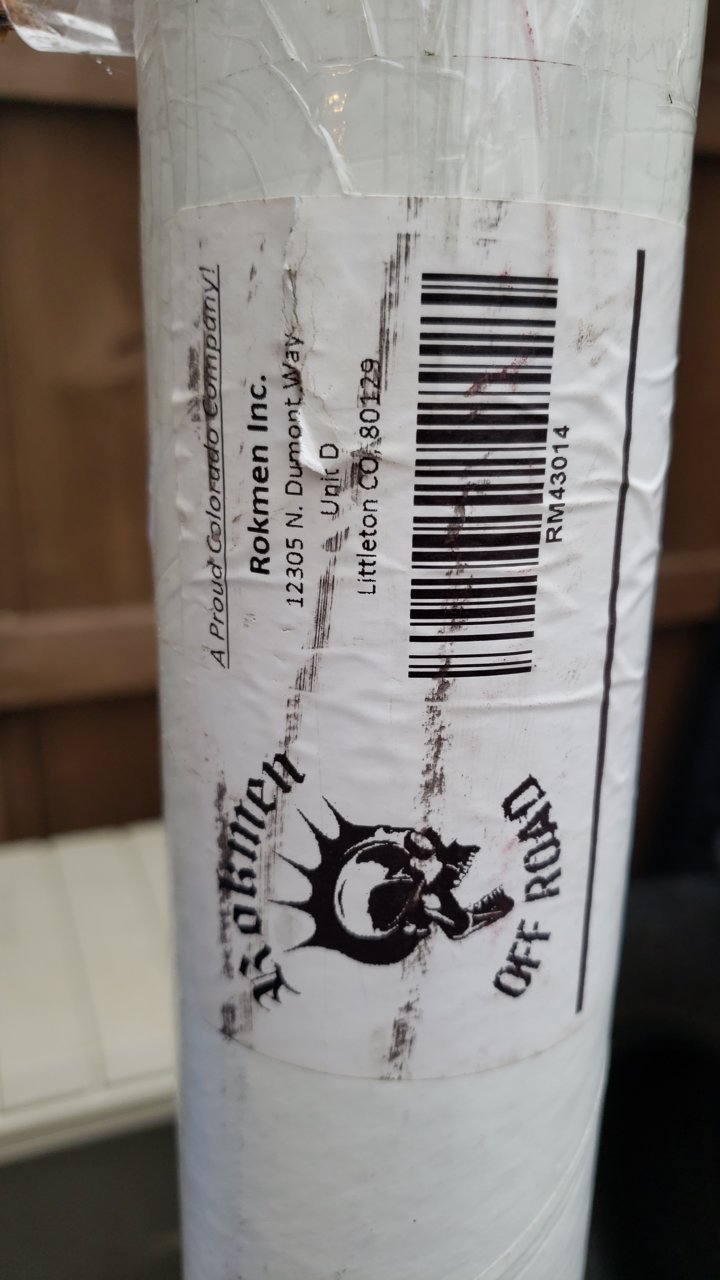 A Proud Colorado Company!
Rokmen Inc.
12305 N. Dumont Way
Unit D
Littleton CO, 80129
RM43014
Rokmen
OFF ROAD